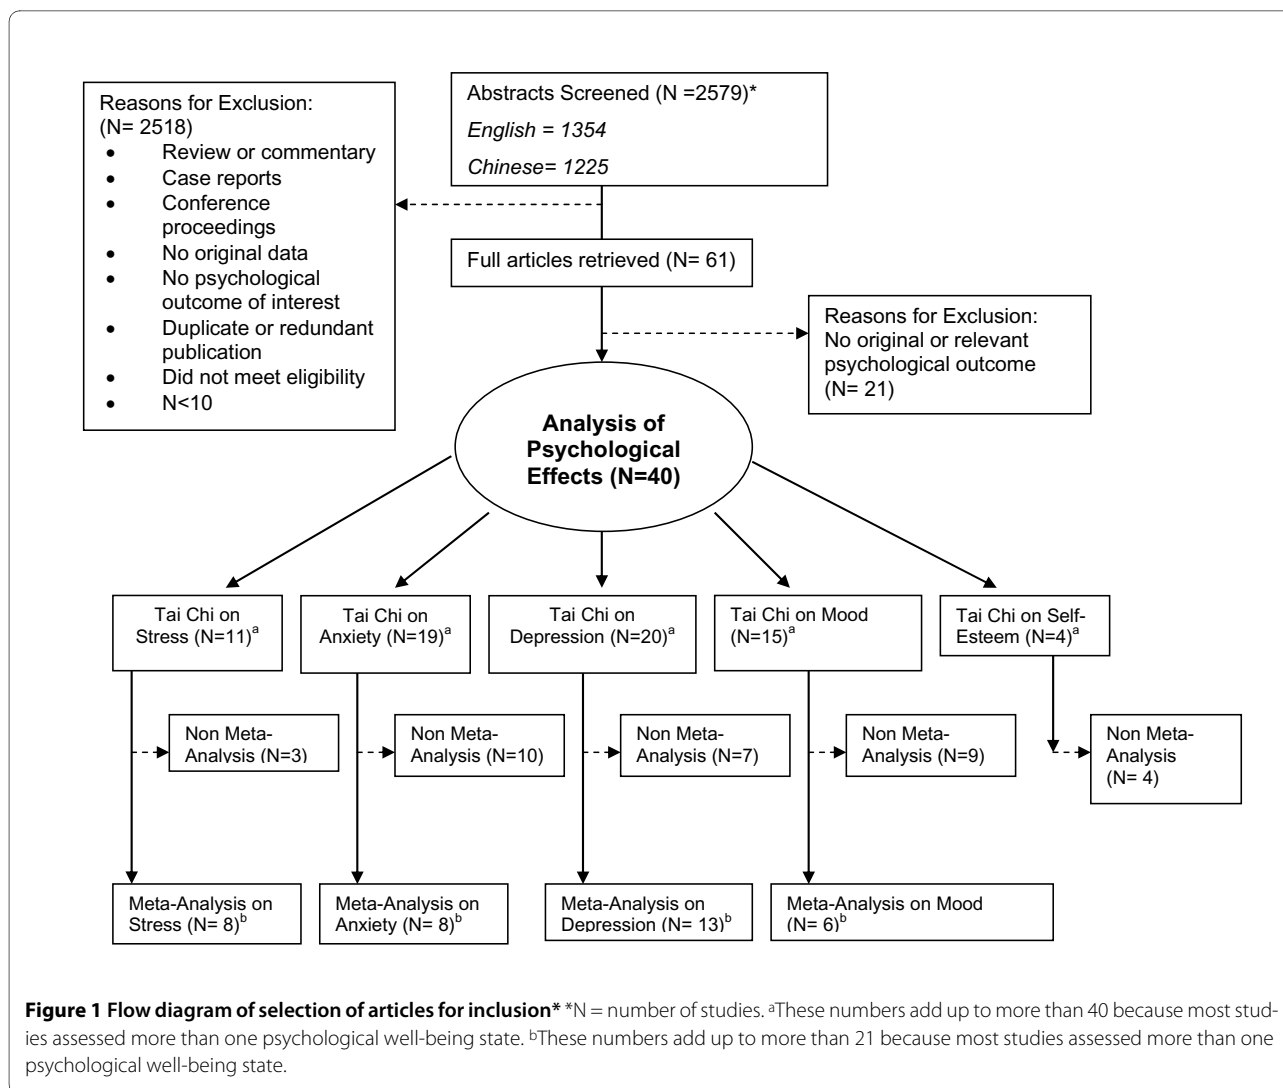 Reasons for Exclusion:
(N= 2518)
• Review or commentary
• Case reports
• Conference
proceedings
• No original data
• No psychological
outcome of interest
• Duplicate or redundant
publication
• Did not meet eligibility
• N<10
Abstracts Screened (N =2579)*
English = 1354
Chinese= 1225
Full articles retrieved (N= 61)
Reasons for Exclusion:
No original or relevant
psychological outcome
(N= 21)
Analysis of
Psychological
Effects (N=40)
Tai Chi on
Stress (N=11)a
Tai Chi on
Anxiety (N=19)a
Tai Chi on
Depression (N=20)a
Tai Chi on Mood
(N=15)a
Tai Chi on Self-
Esteem (N=4)a
Non Meta-
Analysis (N=3)
Non Meta-
Analysis (N=10)
Non Meta-
Analysis (N=7)
Non Meta-
Analysis (N=9)
Non Meta-
Analysis
(N= 4)
Meta-Analysis on
Stress (N= 8)b
Meta-Analysis on
Anxiety (N= 8)b
Meta-Analysis on
Depression (N= 13)b
Meta-Analysis on Mood
(N= 6)b
Figure 1 Flow diagram of selection of articles for inclusion* *N = number of studies. aThese numbers add up to more than 40 because most stud-
ies assessed more than one psychological well-being state. bThese numbers add up to more than 21 because most studies assessed more than one
psychological well-being state.